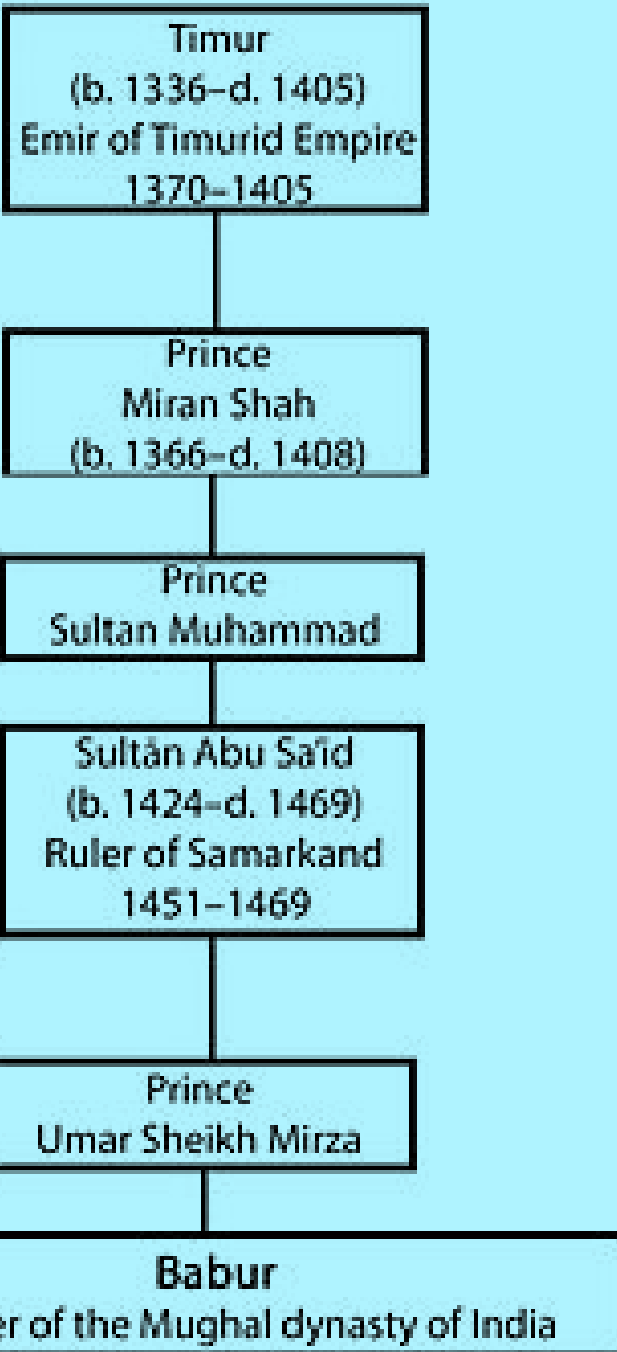 Timur
(b. 1336–d. 1405)
Emir of Timurid Empire
1370–1405
Prince
Miran Shah
(b. 1366–d. 1408)
Prince
Sultan Muhammad
Sultān Abu Sa'id
(b. 1424–d. 1469)
Ruler of Samarkand
1451–1469
Prince
Umar Sheikh Mirza
Babur
er of the Mughal dynasty of India